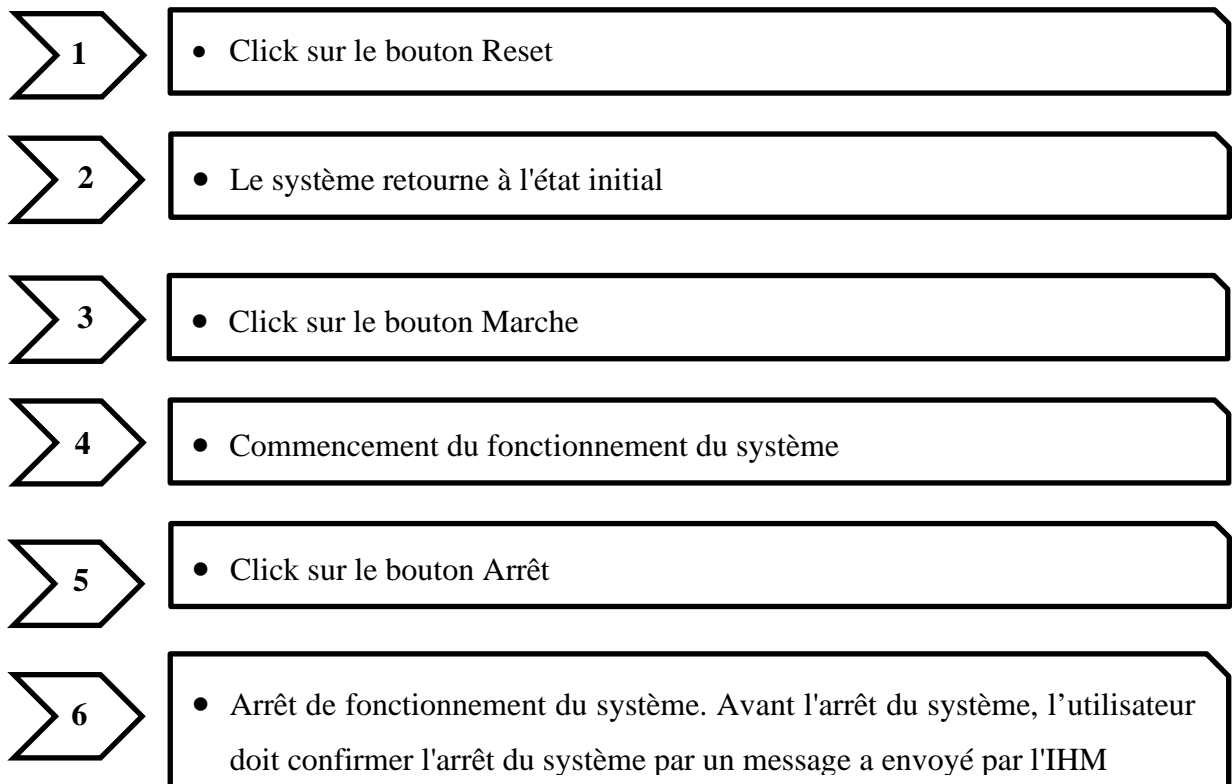 1
• Click sur le bouton Reset
2
• Le système retourne à l'état initial
3
• Click sur le bouton Marche
4
• Commencement du fonctionnement du système
5
• Click sur le bouton Arrêt
6
• Arrêt de fonctionnement du système. Avant l'arrêt du système, l’utilisateur
doit confirmer l'arrêt du système par un message a envoyé par l'IHM